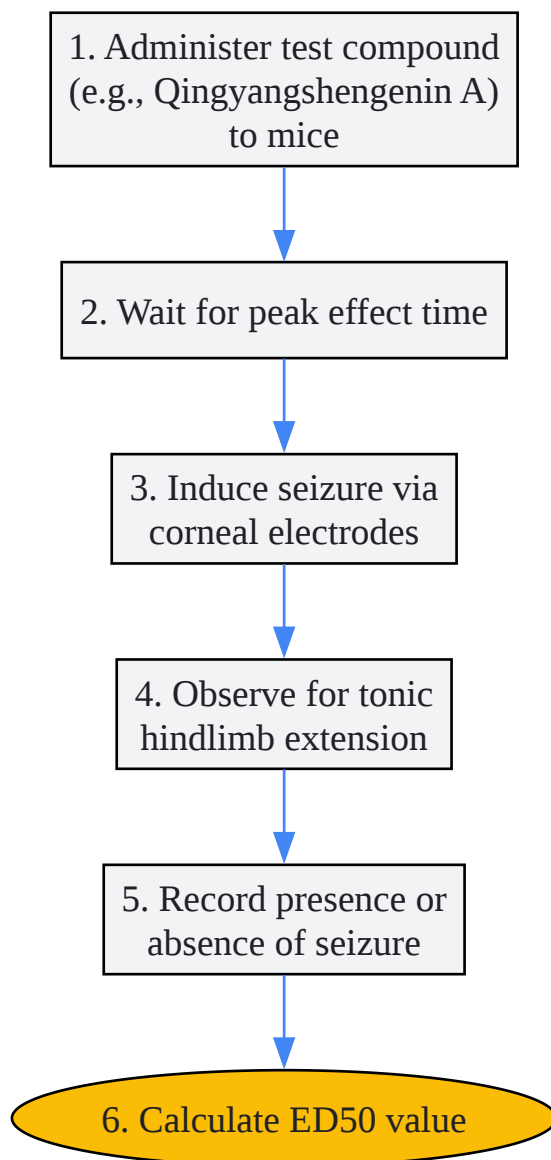 1. Administer test compound
(e.g., Qingyangshengenin A)
to mice
2. Wait for peak effect time
3. Induce seizure via
corneal electrodes
4. Observe for tonic
hindlimb extension
5. Record presence or
absence of seizure
6. Calculate ED50 value